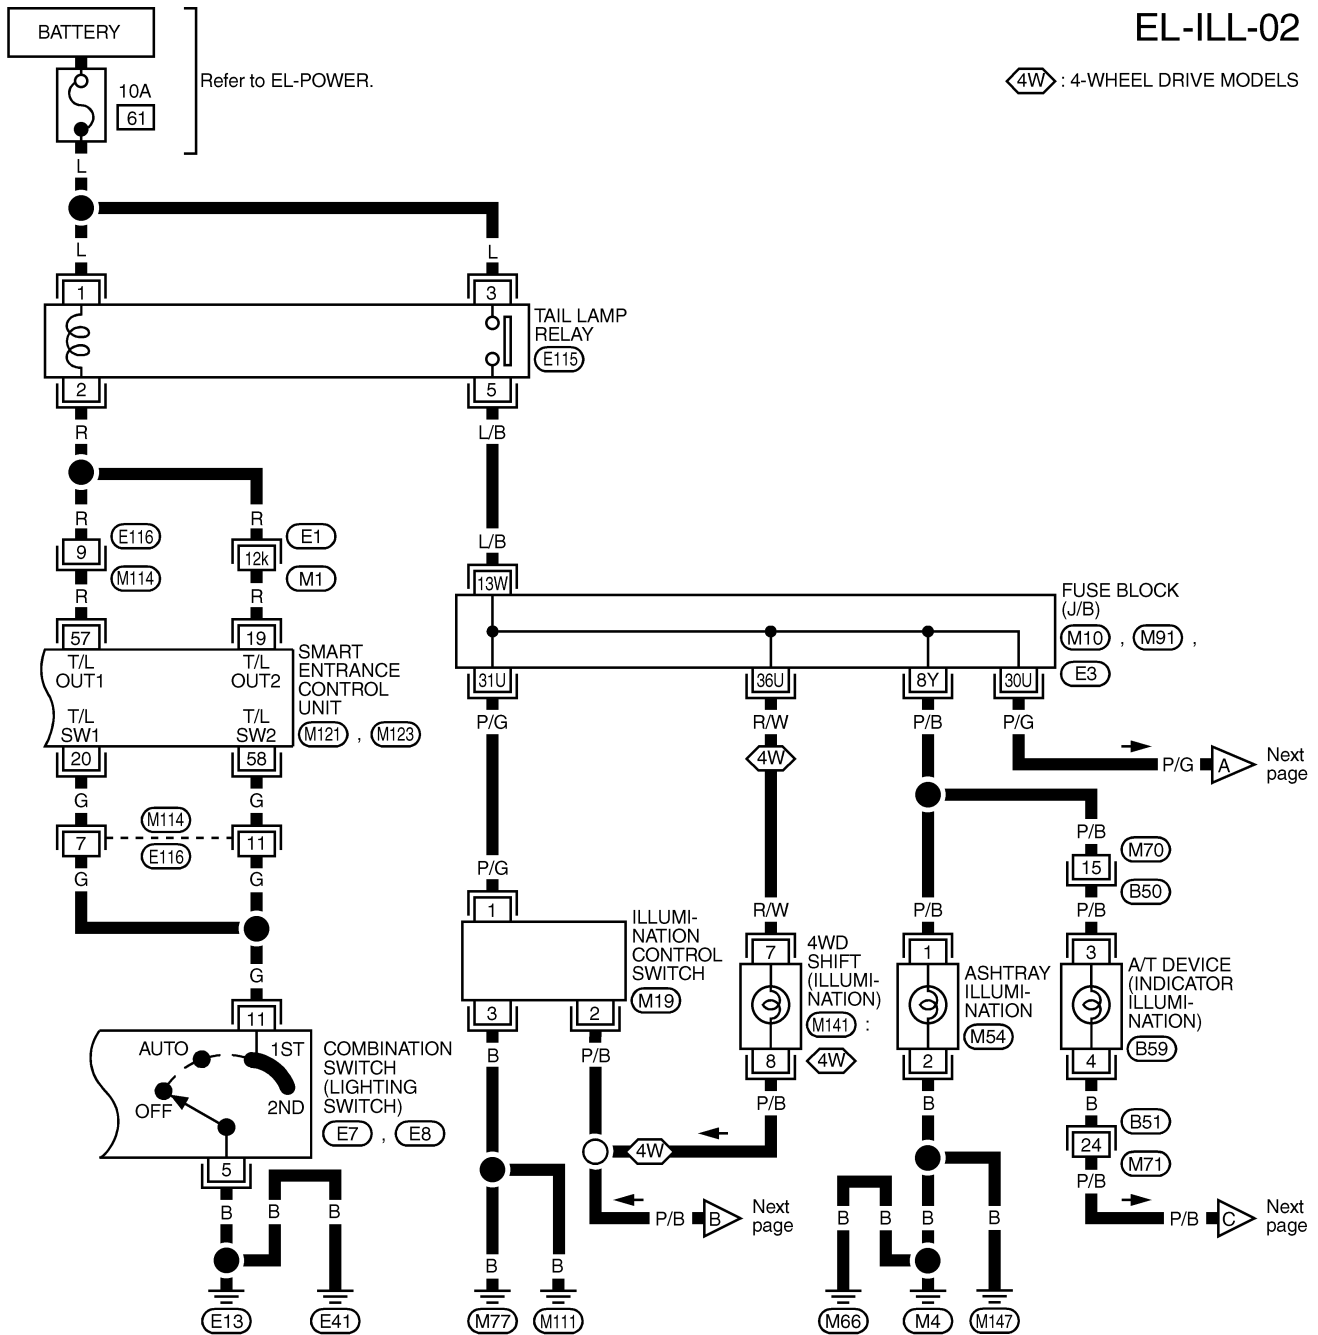 EL-ILL-02
BATTERY
10A
61
Refer to EL-POWER.
4W : 4-WHEEL DRIVE MODELS
L
L
L
1
3
TAIL LAMP
RELAY
E115
2
5
R
L/B
R
R
E116
E1
9
12k
M114
M1
L/B
R
R
13W
FUSE BLOCK
(J/B)
M10 , M91 ,
E3
57
19
T/L
OUT1
T/L
OUT2
T/L
SW1
T/L
SW2
SMART
ENTRANCE
CONTROL
UNIT
M121 , M123
20
58
31U
36U
8Y
30U
P/G
R/W
P/B
P/G
4W
P/G
A
Next
page
G
G
M114
7
11
E116
G
G
P/G
P/B
M70
15
B50
R/W
P/B
P/B
1
ILLUMI-
NATION
CONTROL
SWITCH
M19
7
4WD
SHIFT
(ILLUMI-
NATION)
M141 :
4W
1
ASHTRAY
ILLUMI-
NATION
M54
3
A/T DEVICE
(INDICATOR
ILLUMI-
NATION)
B59
G
11
3
2
8
2
4
AUTO
1ST
OFF
2ND
COMBINATION
SWITCH
(LIGHTING
SWITCH)
E7 , E8
B
P/B
P/B
B
B
B51
24
M71
P/B
4W
5
B
B
B
P/B
B
Next
page
B
B
B
B
P/B
C
Next
page
B
B
E13
E41
M77
M111
M66
M4
M147